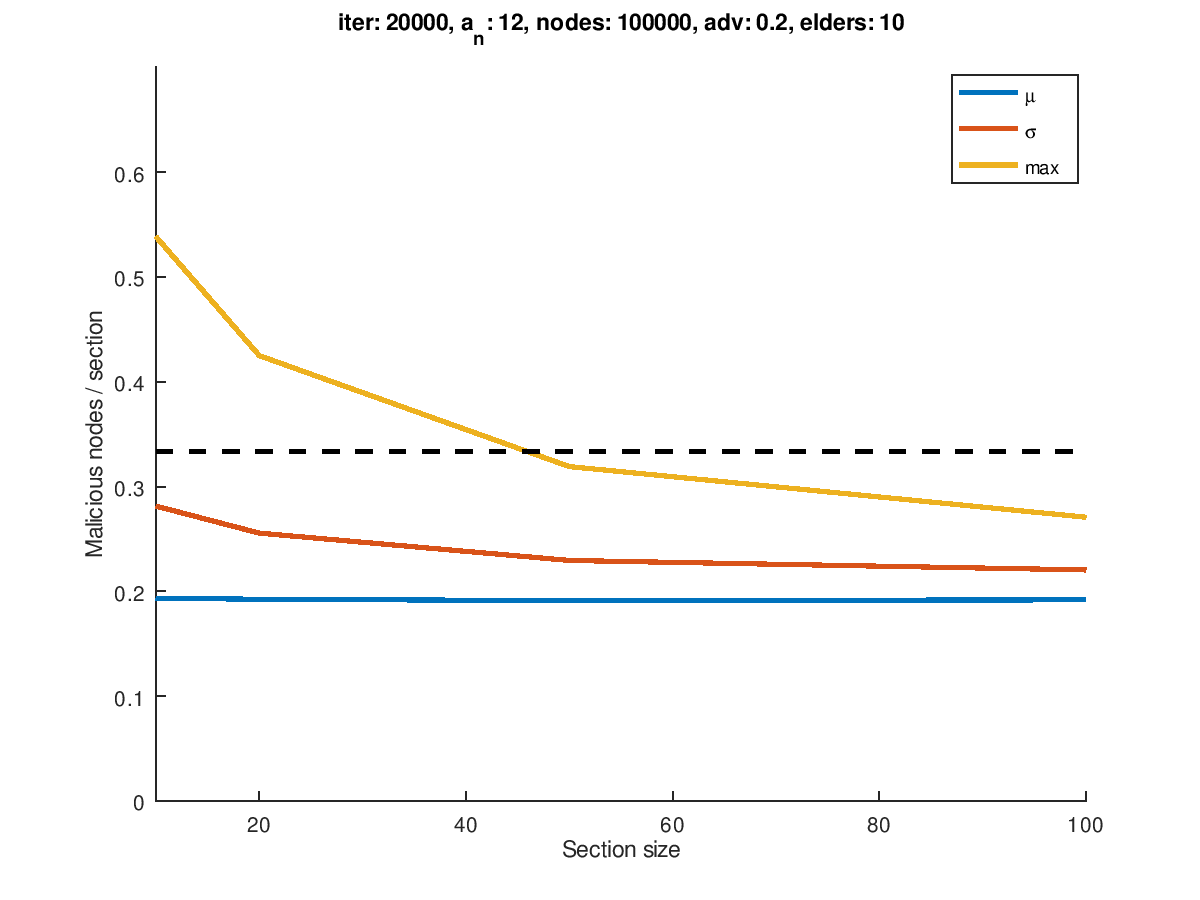 iter: 20000, aₙ: 12, nodes: 100000, adv: 0.2, elders: 10
μ
σ
max
0.6
0.5
0.4
0.3
0.2
0.1
0
Malicious nodes / section
20 40 60 80 100
Section size